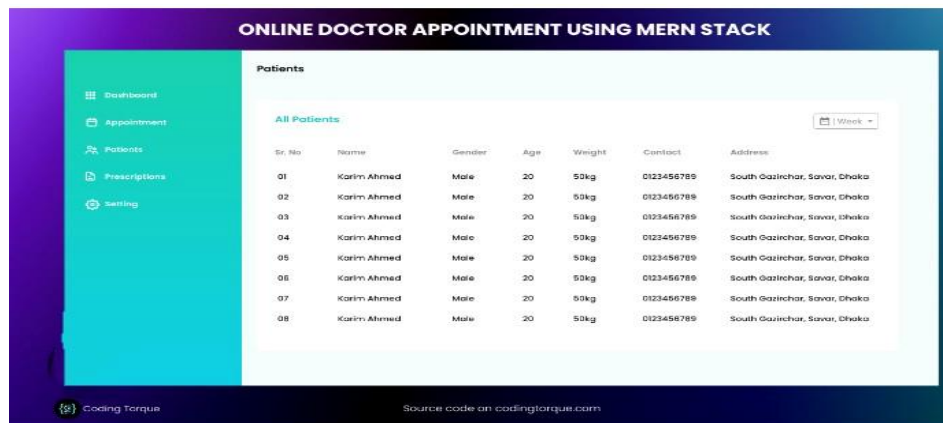 ONLINE DOCTOR APPOINTMENT USING MERN STACK
Patients
Dashboard
Appointment
Patients
Prescriptions
Setting
All Patients
Week
Sr. No Name Gender Age Weight Contact Address
01 Karim Ahmed Male 20 50kg 0123456789 South Gazirchar, Savar, Dhaka
02 Karim Ahmed Male 20 50kg 0123456789 South Gazirchar, Savar, Dhaka
03 Karim Ahmed Male 20 50kg 0123456789 South Gazirchar, Savar, Dhaka
04 Karim Ahmed Male 20 50kg 0123456789 South Gazirchar, Savar, Dhaka
05 Karim Ahmed Male 20 50kg 0123456789 South Gazirchar, Savar, Dhaka
06 Karim Ahmed Male 20 50kg 0123456789 South Gazirchar, Savar, Dhaka
07 Karim Ahmed Male 20 50kg 0123456789 South Gazirchar, Savar, Dhaka
08 Karim Ahmed Male 20 50kg 0123456789 South Gazirchar, Savar, Dhaka
Coding Torque
Source code on codingtorque.com